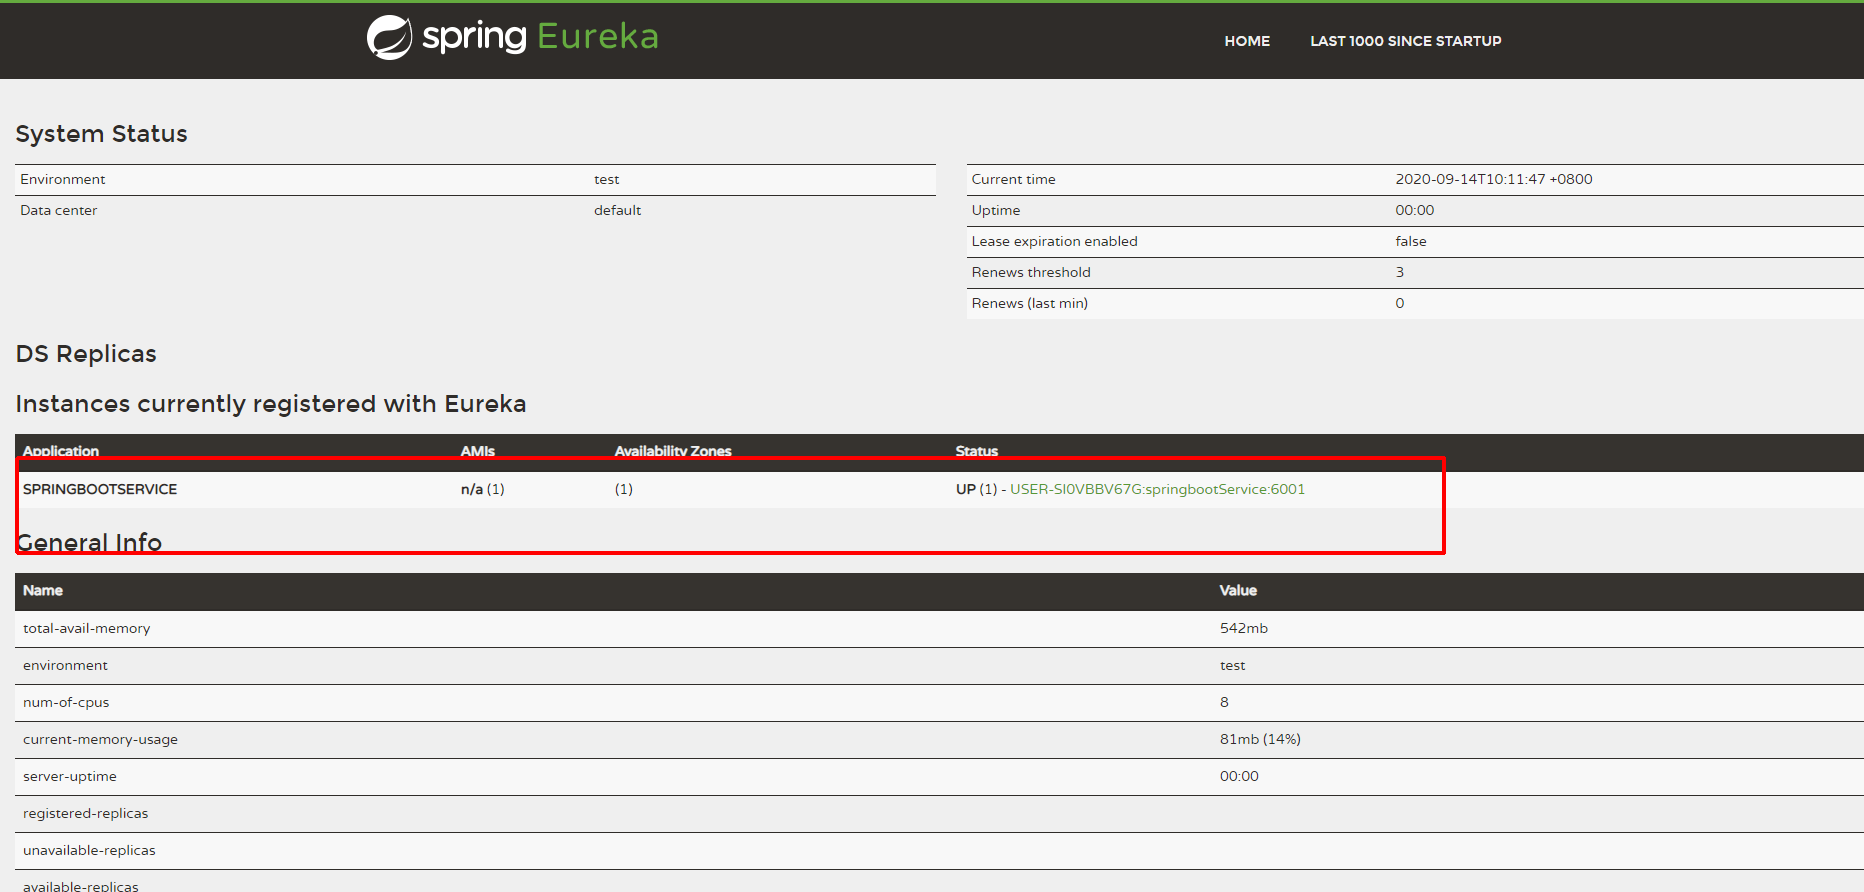 spring Eureka
HOME LAST 1000 SINCE STARTUP
System Status
Environment test
Data center default
Current time 2020-09-14T10:11:47 +0800
Uptime 00:00
Lease expiration enabled false
Renews threshold 3
Renews (last min) 0
DS Replicas
Instances currently registered with Eureka
Application AMIs Availability Zones Status
SPRINGBOOTSERVICE n/a (1) (1) UP (1) - USER-SI0VBBV67G:springbootService:6001
General Info
Name Value
total-avail-memory 542mb
environment test
num-of-cpus 8
current-memory-usage 81mb (14%)
server-uptime 00:00
registered-replicas
unavailable-replicas
available-replicas